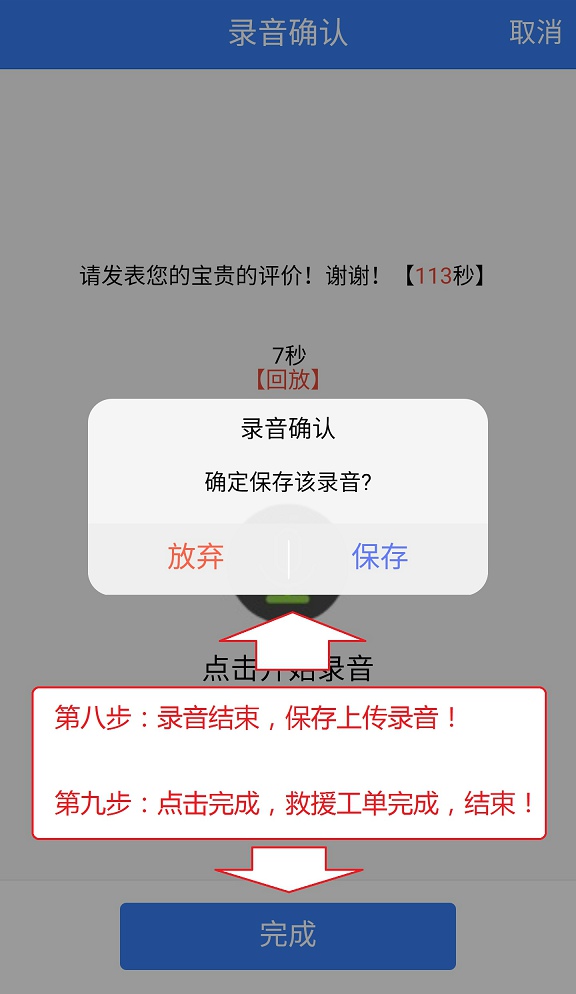 录音确认
取消
请发表您的宝贵的评价！谢谢！【113秒】
7秒
【回放】
录音确认
确定保存该录音?
放弃
保存
点击开始录音
第八步：录音结束，保存上传录音！
第九步：点击完成，救援工单完成，结束！
完成